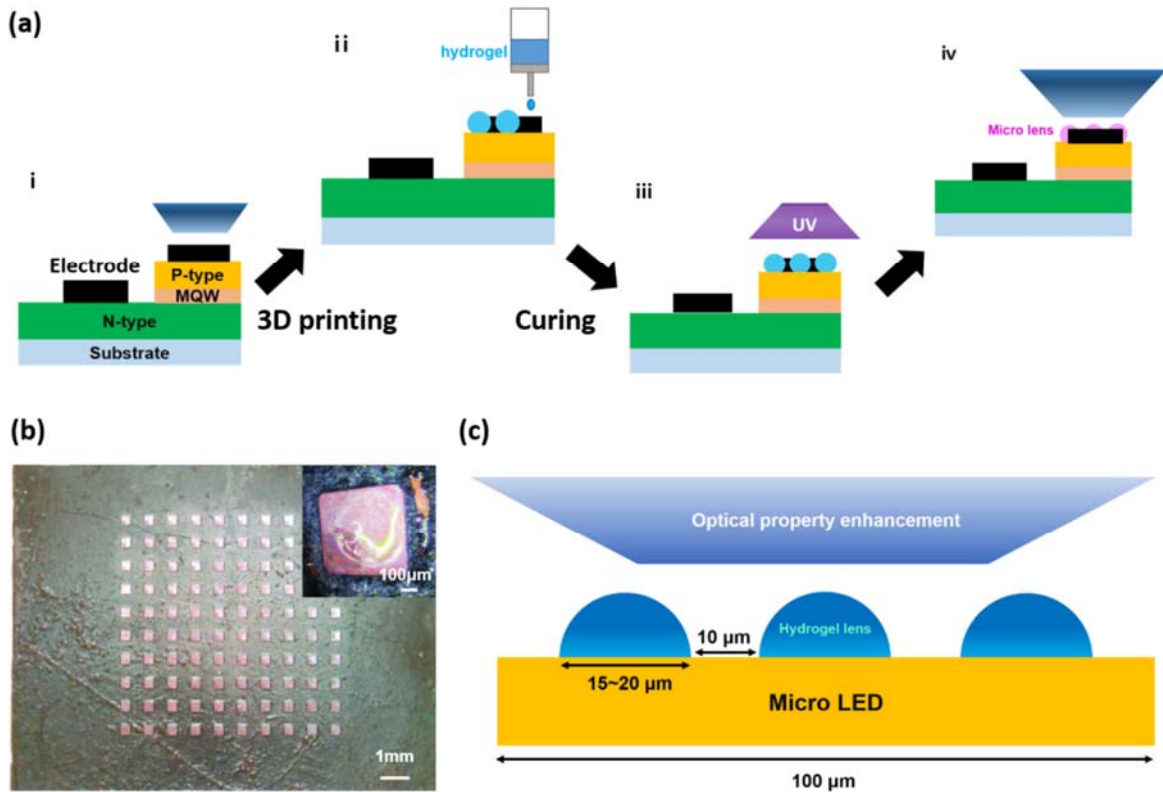 (a)
i
Electrode
P-type
MQW
N-type
Substrate
3D printing
ii
hydrogel
Curing
iii
UV
iv
Micro lens
(b)
100μm
1mm
(c)
Optical property enhancement
Hydrogel lens
10 μm
15~20 μm
Micro LED
100 μm